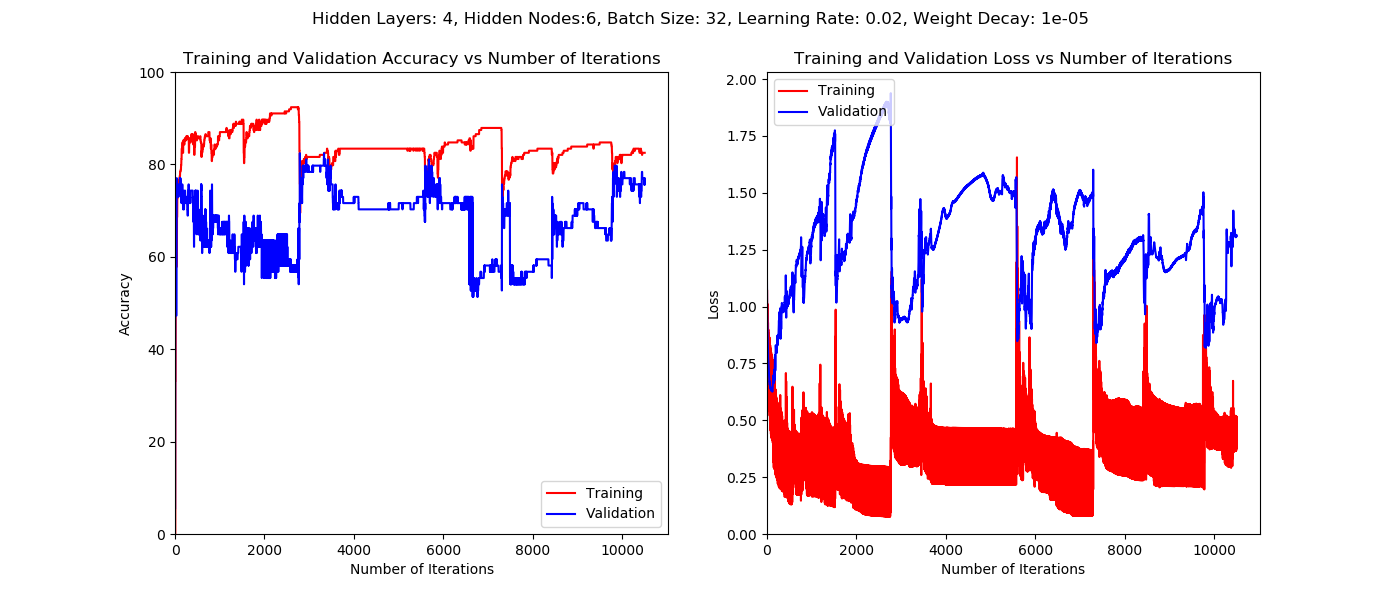 Hidden Layers: 4, Hidden Nodes:6, Batch Size: 32, Learning Rate: 0.02, Weight Decay: 1e-05
Training and Validation Accuracy vs Number of Iterations
100
80
60
40
20
0
Accuracy
0 2000 4000 6000 8000 10000
Number of Iterations
Training
Validation
Training and Validation Loss vs Number of Iterations
2.00
1.75
1.50
1.25
1.00
0.75
0.50
0.25
0.00
Loss
0 2000 4000 6000 8000 10000
Number of Iterations
Training
Validation